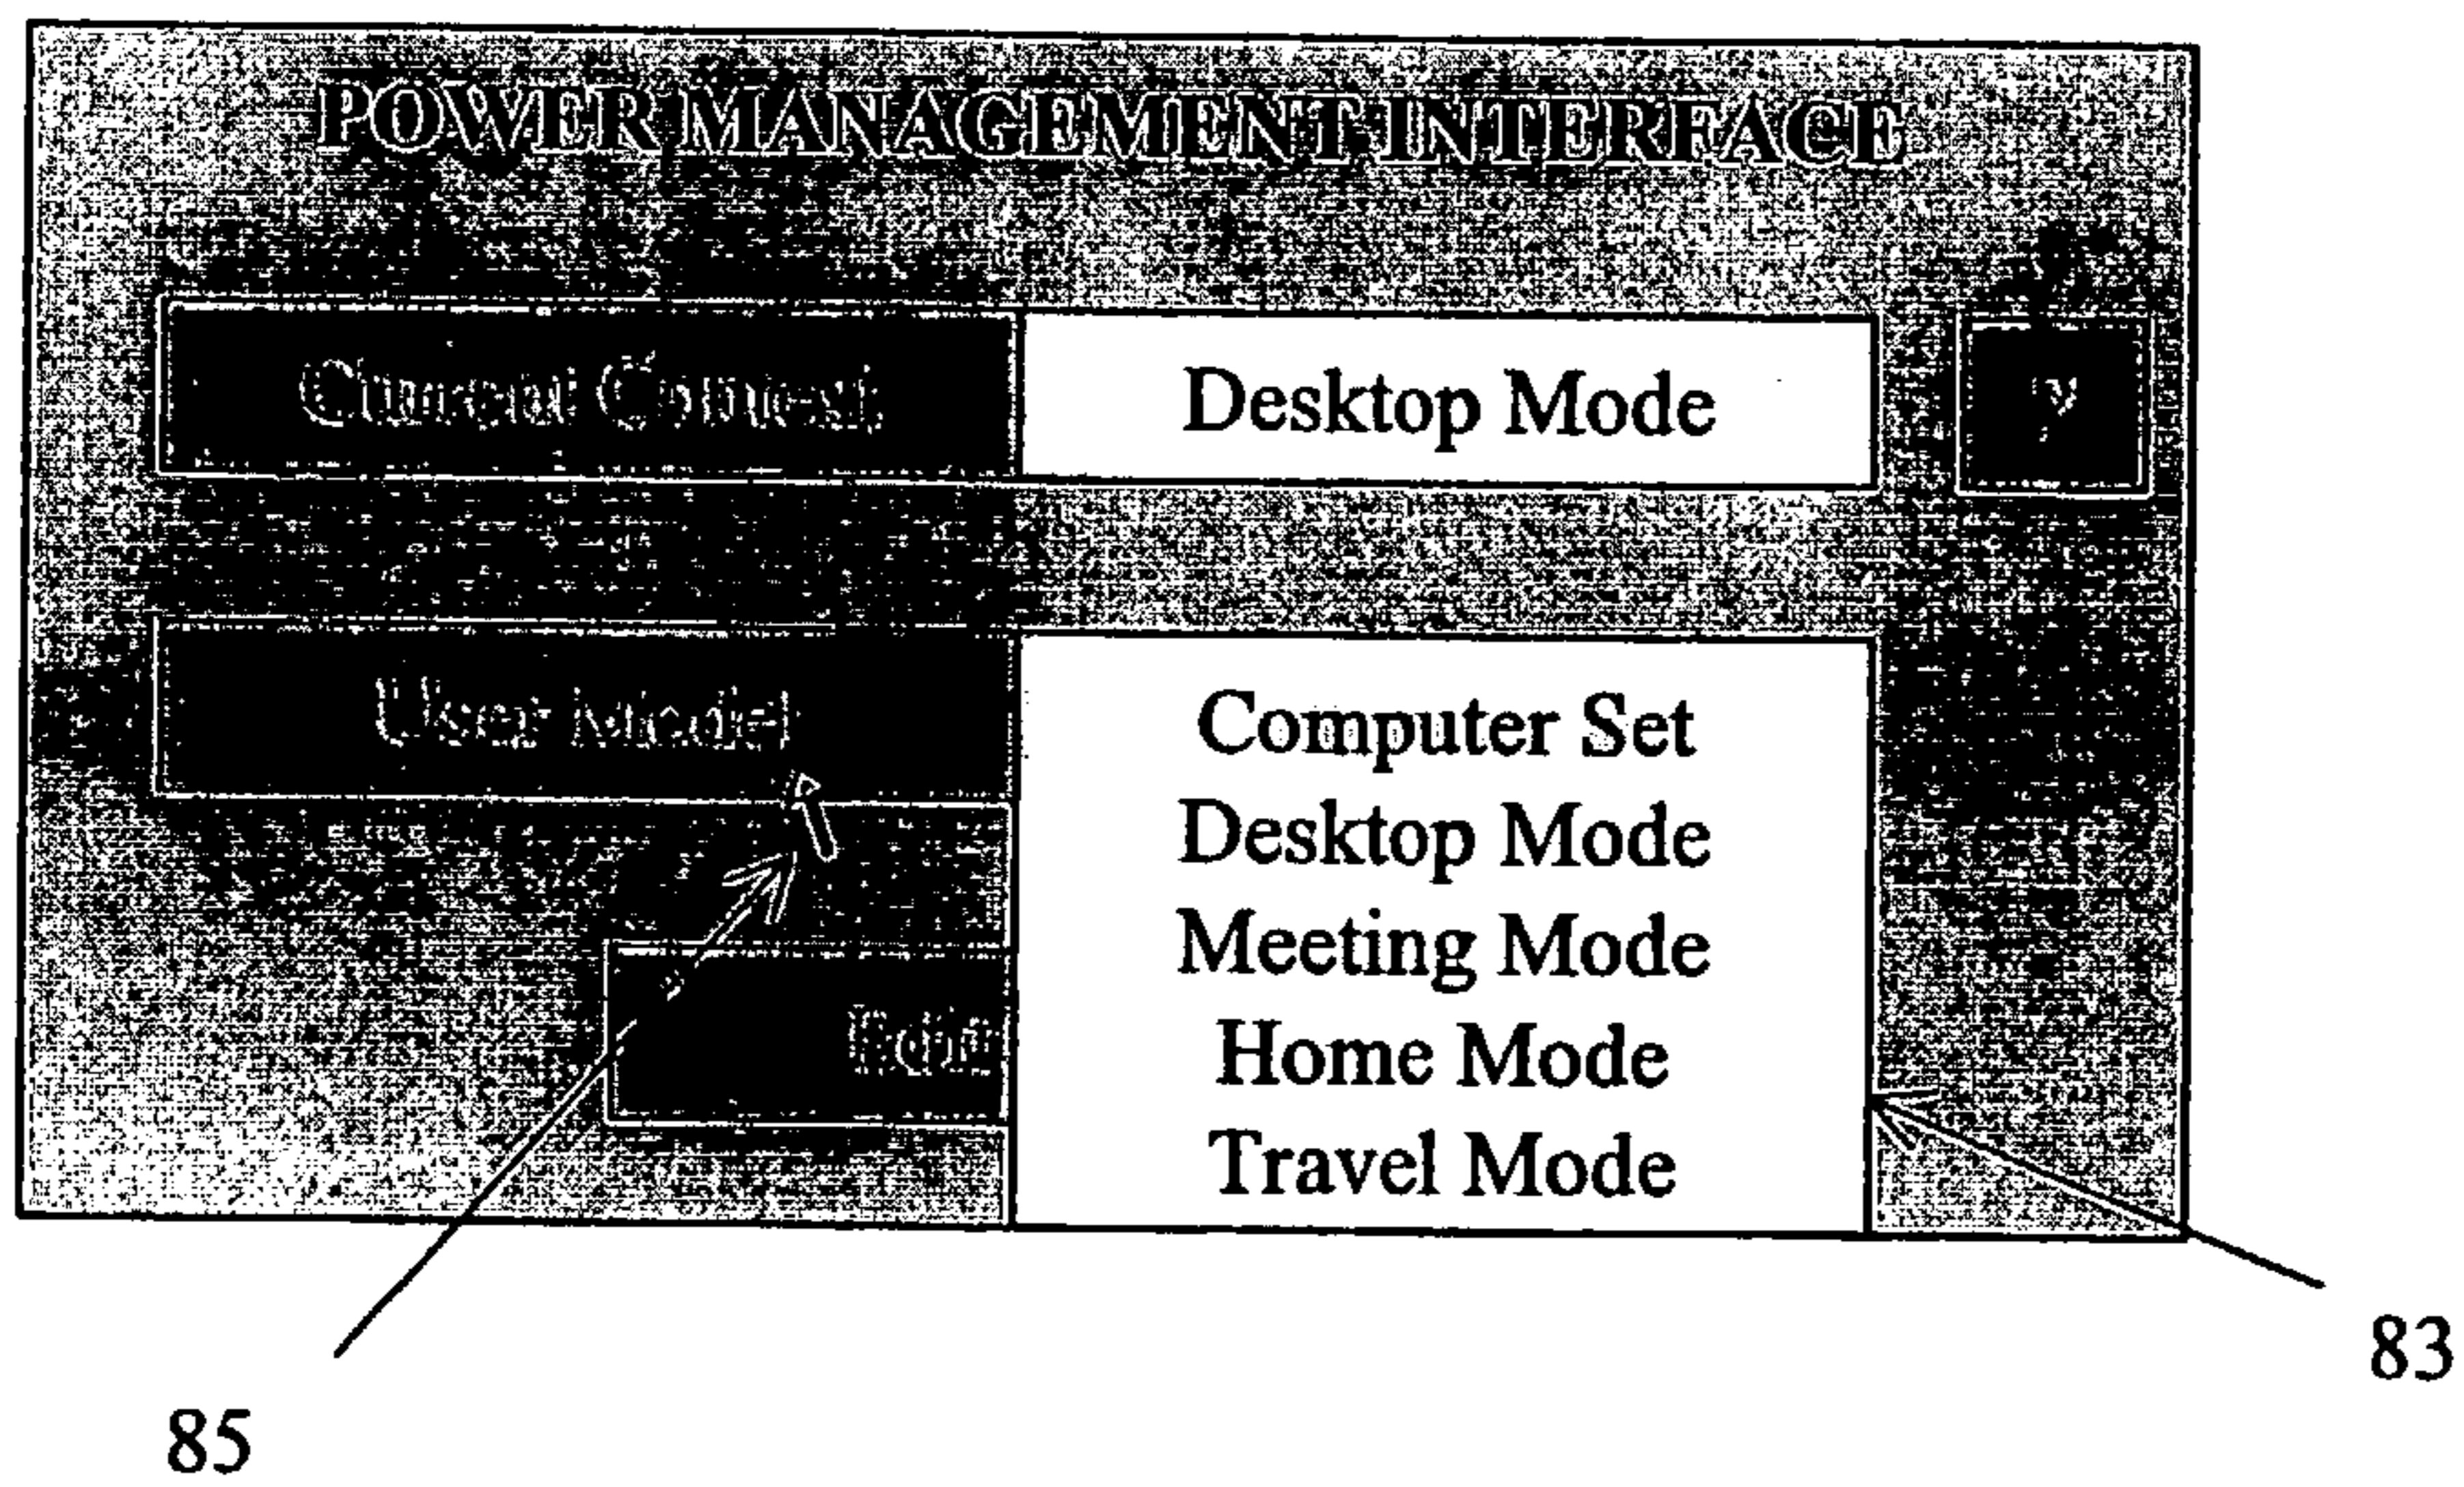 POWER MANAGEMENT INTERFACE
Current Context Desktop Mode ?
User Model Computer Set
Desktop Mode
Meeting Mode
Edit Home Mode
Travel Mode
83
85